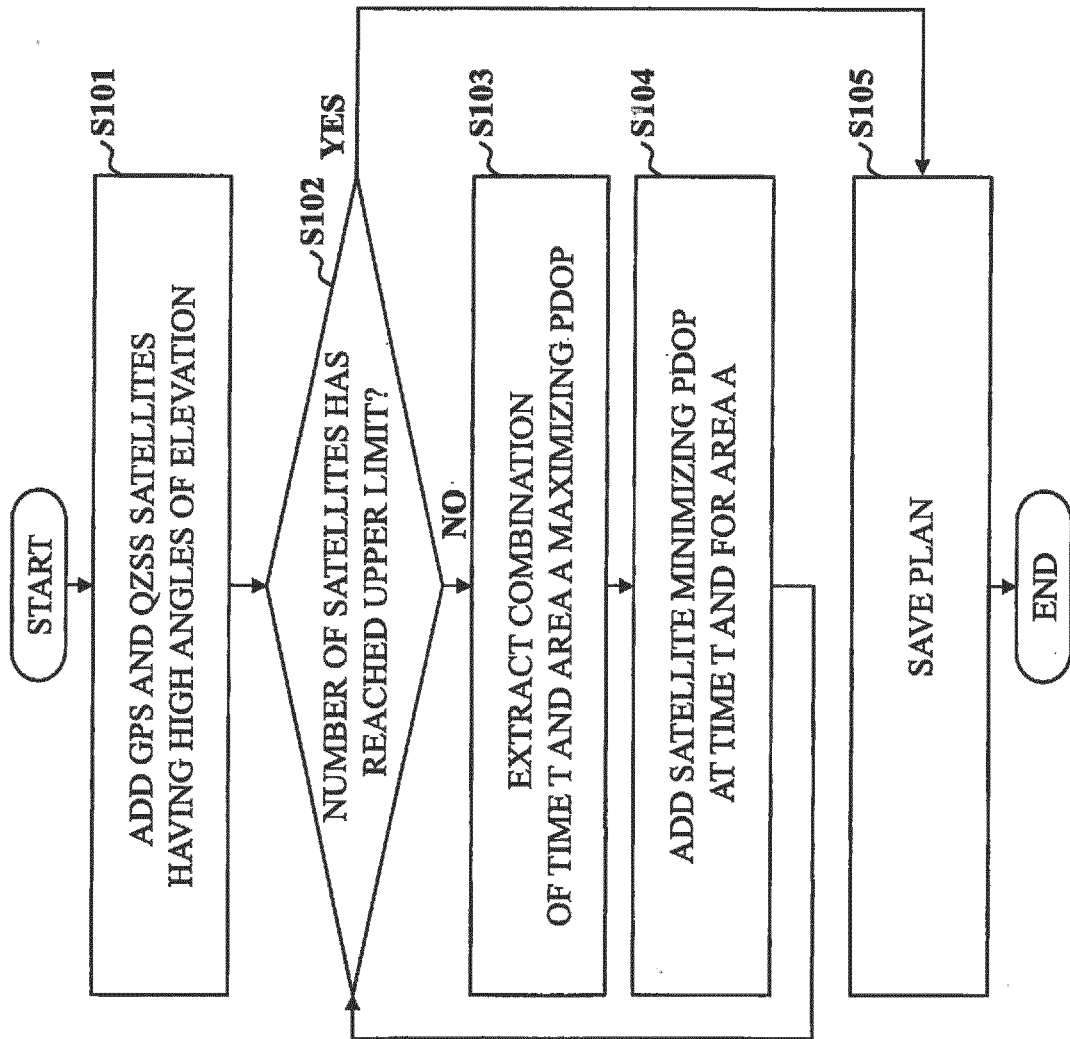 START
S101
ADD GPS AND QZSS SATELLITES
HAVING HIGH ANGLES OF ELEVATION
S102
NUMBER OF SATELLITES HAS
REACHED UPPER LIMIT?
YES
NO
S103
EXTRACT COMBINATION
OF TIME T AND AREA A MAXIMIZING PDOP
S104
ADD SATELLITE MINIMIZING PDOP
AT TIME T AND FOR AREA A
S105
SAVE PLAN
END